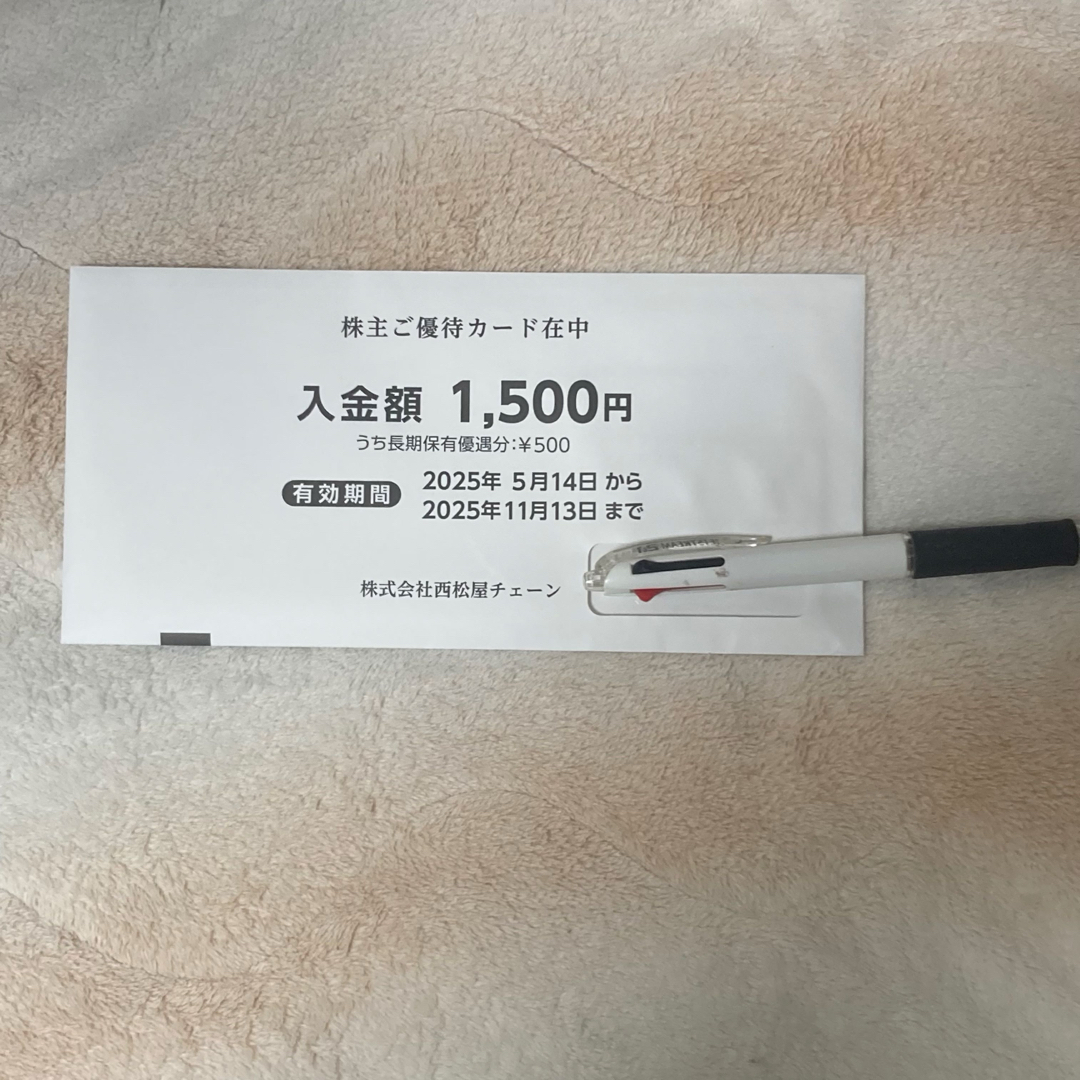 株主ご優待カード在中
入金額 1,500円
うち長期保有優遇分:¥500
有効期間
2025年 5月14日 から
2025年11月13日 まで
株式会社西松屋チェーン